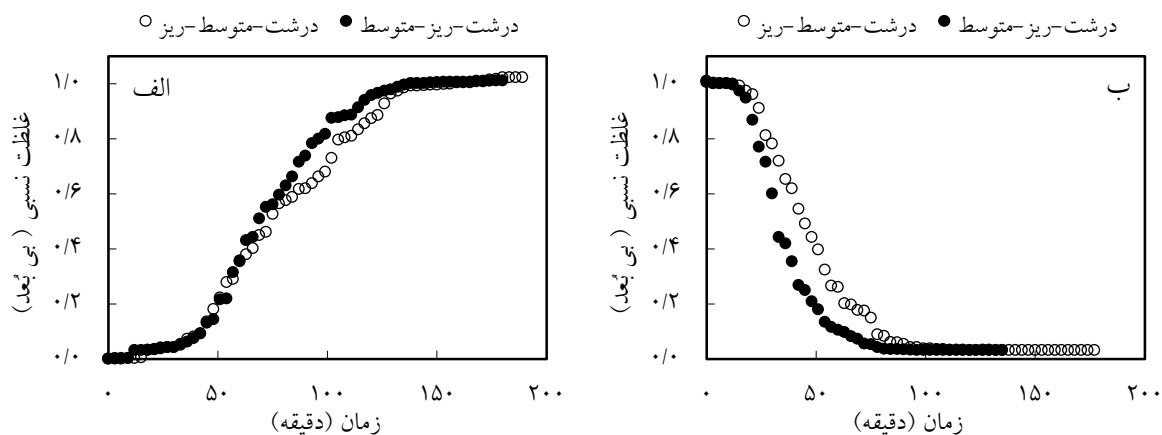 درشت-ریز-متوسط ● درشت-متوسط-ریز ○
ب
۱/۰
۰/۸
۰/۶
۰/۴
۰/۲
۰/۰
غلظت نسبی ( بی بُعد)
۰ ۵۰ ۱۰۰ ۱۵۰ ۲۰۰
زمان (دقیقه)
درشت-ریز-متوسط ● درشت-متوسط-ریز ○
الف
۱/۰
۰/۸
۰/۶
۰/۴
۰/۲
۰/۰
غلظت نسبی ( بی بُعد)
۰ ۵۰ ۱۰۰ ۱۵۰ ۲۰۰
زمان (دقیقه)